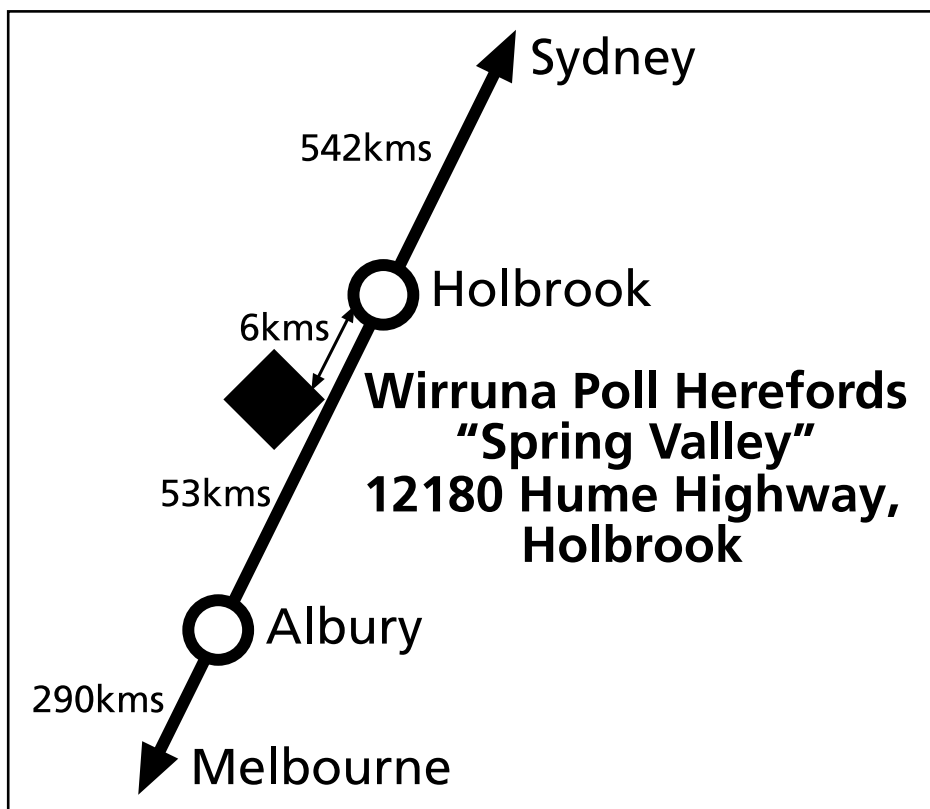 Sydney
542kms
Holbrook
6kms
Wirruna Poll Herefords
“Spring Valley”
12180 Hume Highway,
Holbrook
53kms
Albury
290kms
Melbourne